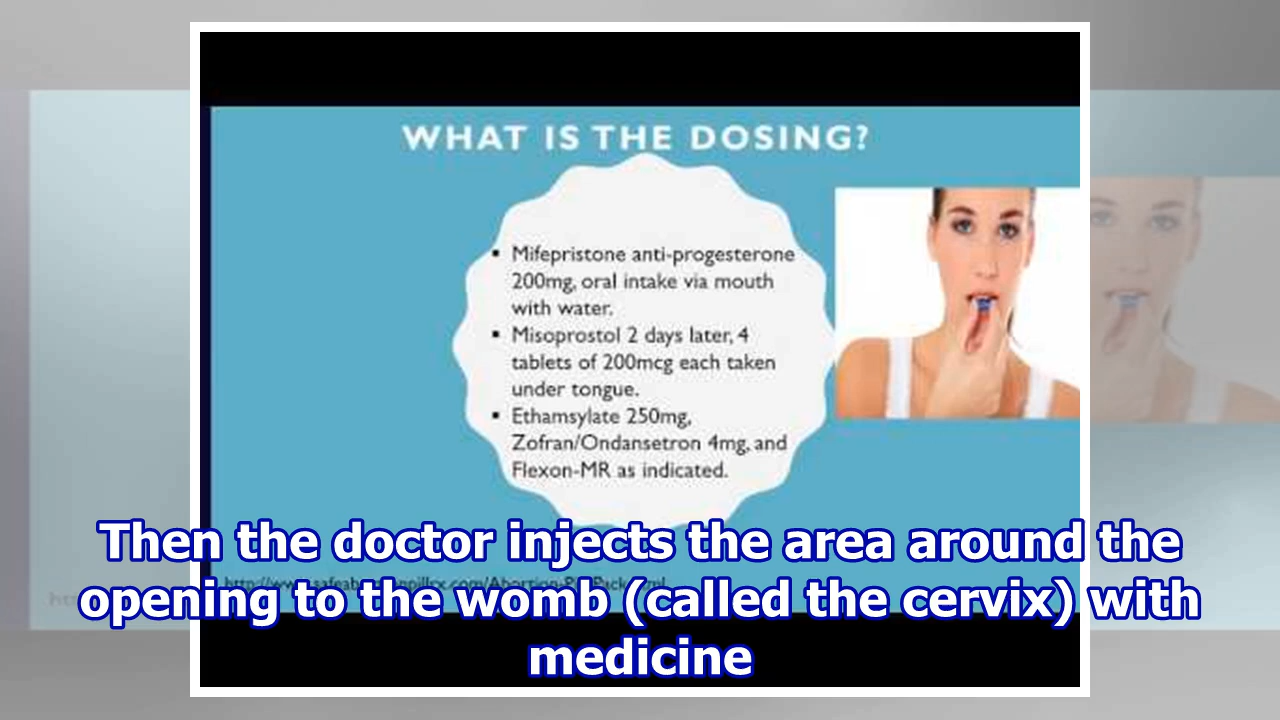 WHAT IS THE DOSING?
▪ Mifepristone anti-progesterone
200mg, oral intake via mouth
with water.
▪ Misoprostol 2 days later, 4
tablets of 200mcg each taken
under tongue.
▪ Ethamsylate 250mg,
Zofran/Ondansetron 4mg, and
Flexon-MR as indicated.
Then the doctor injects the area around the
opening to the womb (called the cervix) with
medicine